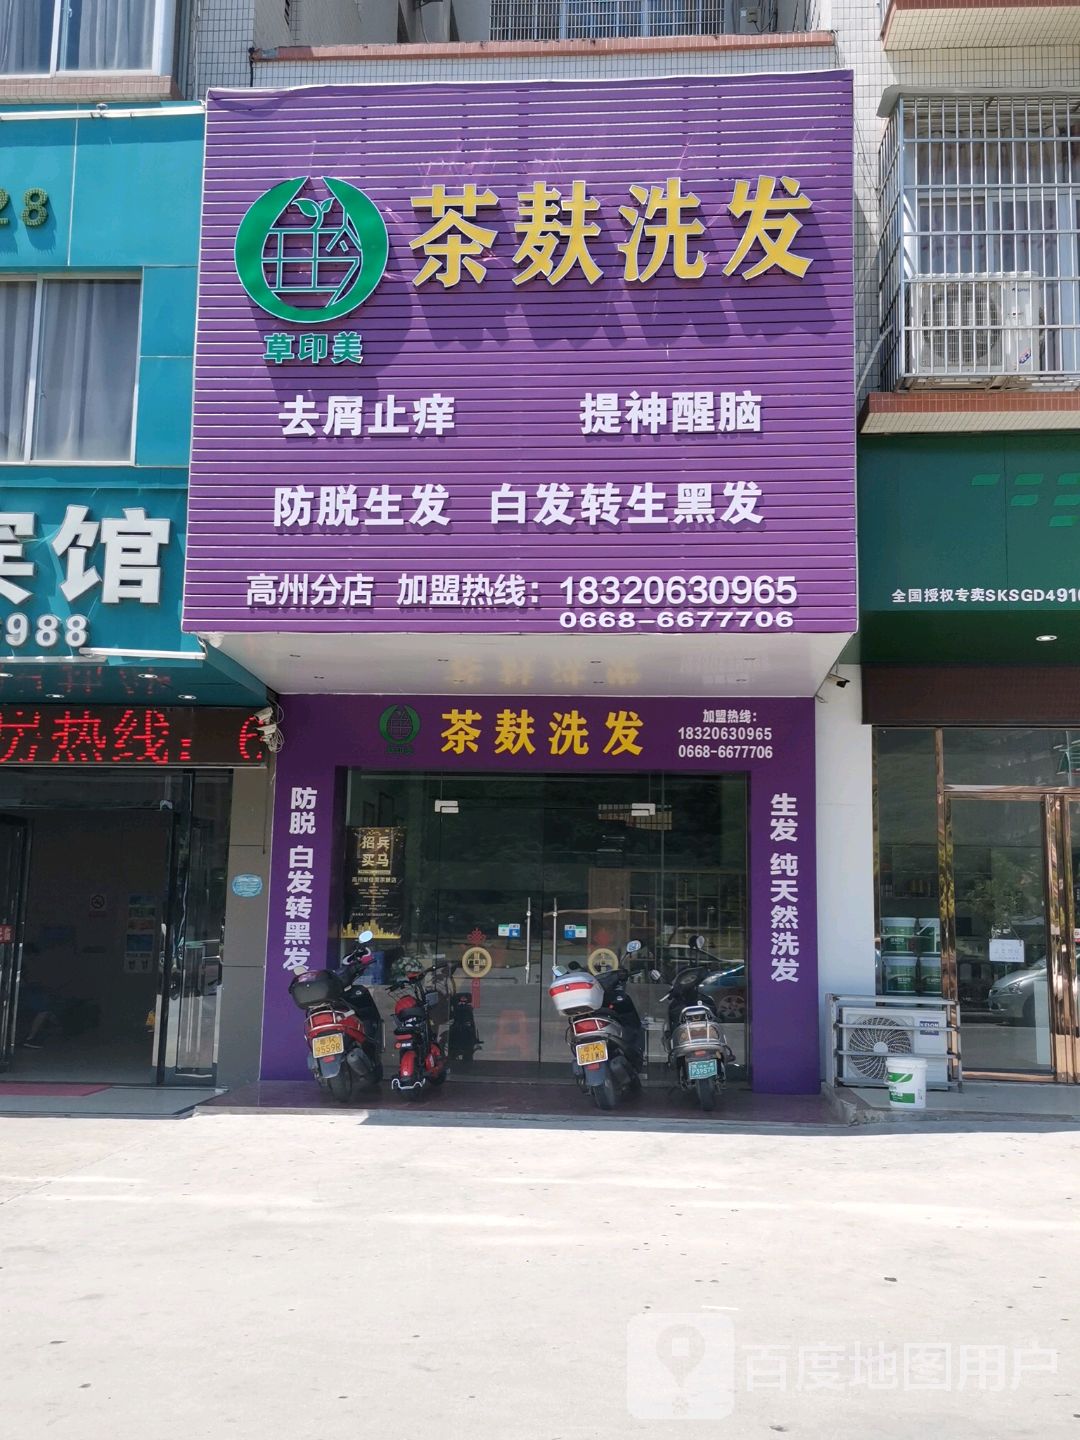 28
茶麸洗发
草印美
去屑止痒 提神醒脑
防脱生发 白发转生黑发
高州分店 加盟热线：18320630965
0668-6677706
宾馆
988
房热线：6
全国授权专卖SKSGD4910
茶麸洗发
加盟热线：
18320630965
0668-6677706
防脱 白发转黑发
生发 纯天然洗发
招兵
买马
百度地图用户